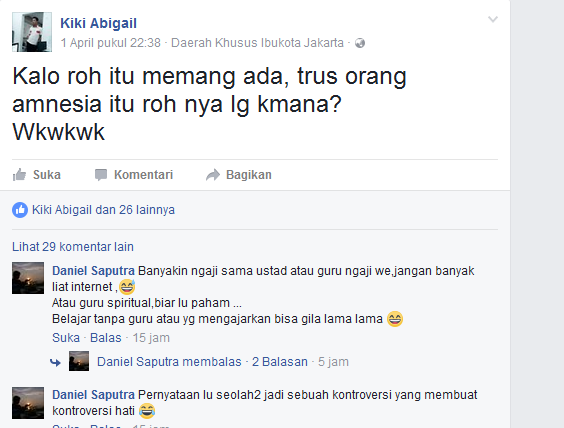 Kiki Abigail
1 April pukul 22:38 · Daerah Khusus Ibukota Jakarta ·
Kalo roh itu memang ada, trus orang
amnesia itu roh nya lg kmana?
Wkwkwk
Suka Komentari Bagikan
Kiki Abigail dan 26 lainnya
Lihat 29 komentar lain
Daniel Saputra Banyakin ngaji sama ustad atau guru ngaji we,jangan banyak
liat internet ,😅
Atau guru spiritual,biar lu paham ...
Belajar tanpa guru atau yg mengajarkan bisa gila lama lama 😅
Suka · Balas · 15 jam
Daniel Saputra membalas · 2 Balasan · 5 jam
Daniel Saputra Pernyataan lu seolah2 jadi sebuah kontroversi yang membuat
kontroversi hati 😂
Suka · Balas · 15 jam